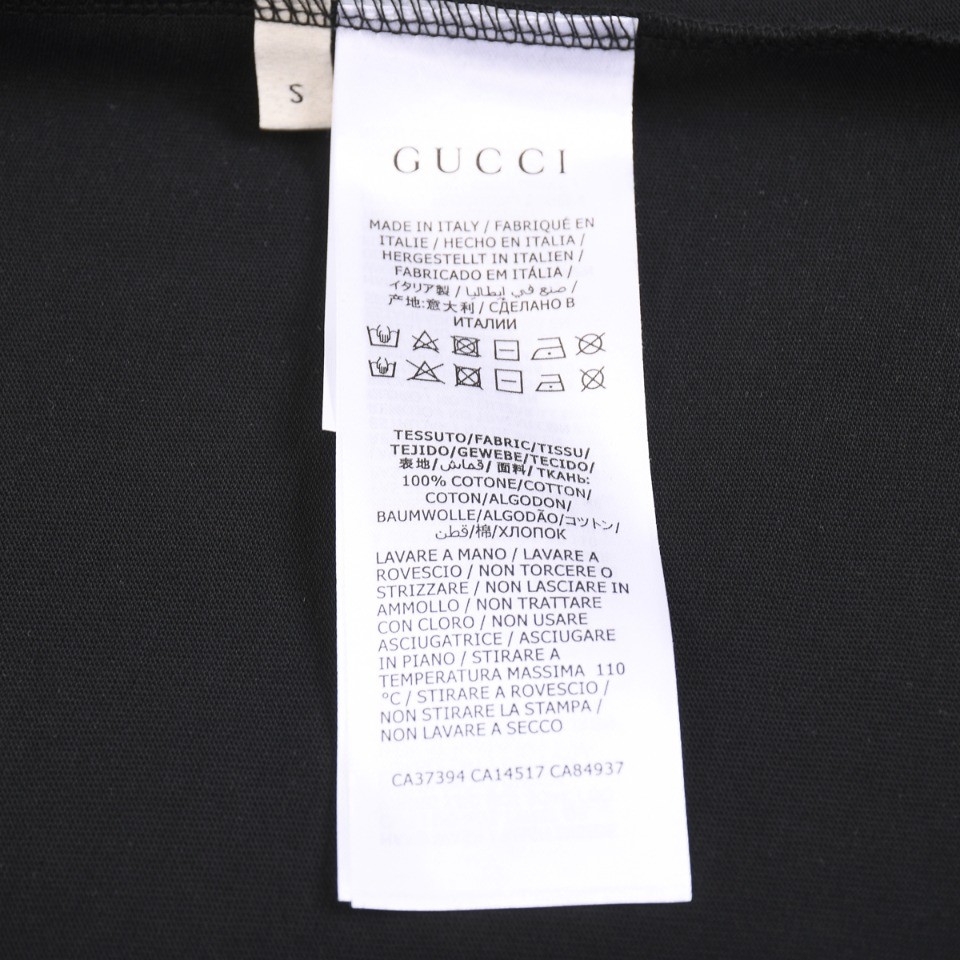 S
GUCCI
MADE IN ITALY / FABRIQUÉ EN
ITALIE / HECHO EN ITALIA /
HERGESTELLT IN ITALIEN /
FABRICADO EM ITÁLIA /
イタリア製 / صنع في إيطاليا /
产地:意大利 / СДЕЛАНО В
ИТАЛИИ
TESSUTO/FABRIC/TISSU/
TEJIDO/GEWEBE/TECIDO/
表地/قماش/ 面料/ТКАНЬ:
100% COTONE/COTTON/
COTON/ALGODON/
BAUMWOLLE/ALGODÃO/コットン/
قطن/棉/ХЛОПОК
LAVARE A MANO / LAVARE A
ROVESCIO / NON TORCERE O
STRIZZARE / NON LASCIARE IN
AMMOLLO / NON TRATTARE
CON CLORO / NON USARE
ASCIUGATRICE / ASCIUGARE
IN PIANO / STIRARE A
TEMPERATURA MASSIMA 110
°C / STIRARE A ROVESCIO /
NON STIRARE LA STAMPA /
NON LAVARE A SECCO
CA37394 CA14517 CA84937